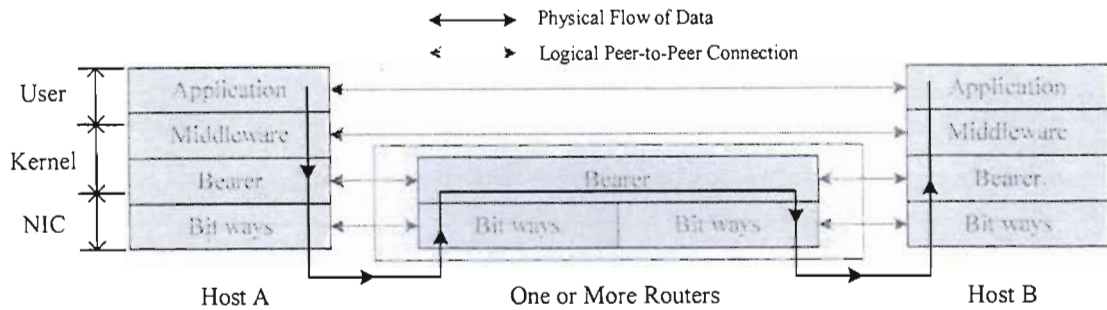 Physical Flow of Data
Logical Peer-to-Peer Connection
User
Kernel
NIC
Application
Middleware
Bearer
Bit ways
Bearer
Bit ways
Bit ways
Application
Middleware
Bearer
Bit ways
Host A
One or More Routers
Host B